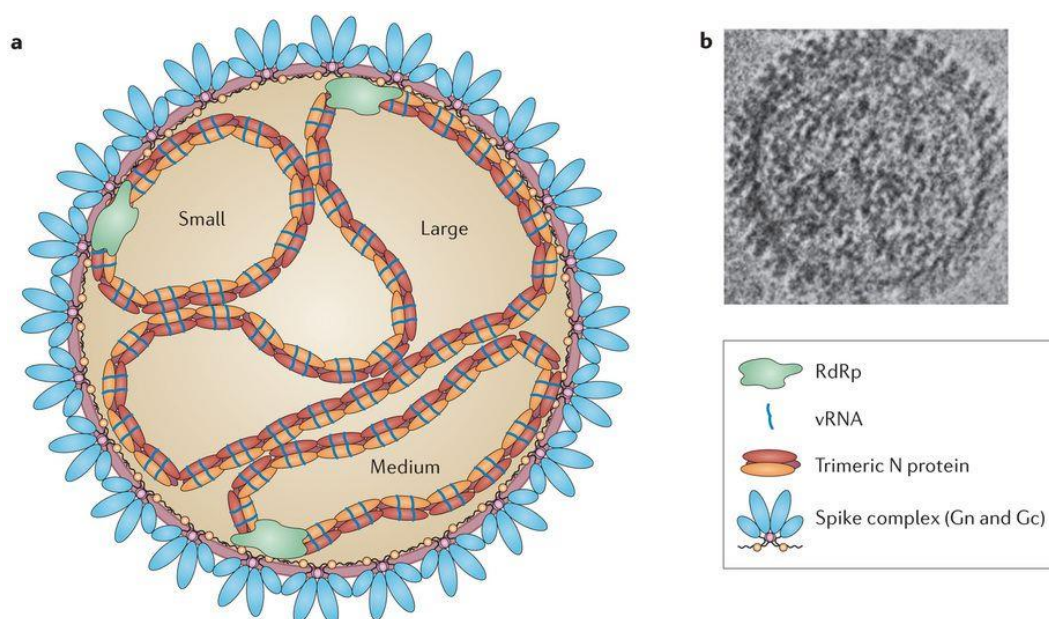 a
b
Small
Large
Medium
RdRp
vRNA
Trimeric N protein
Spike complex (Gn and Gc)